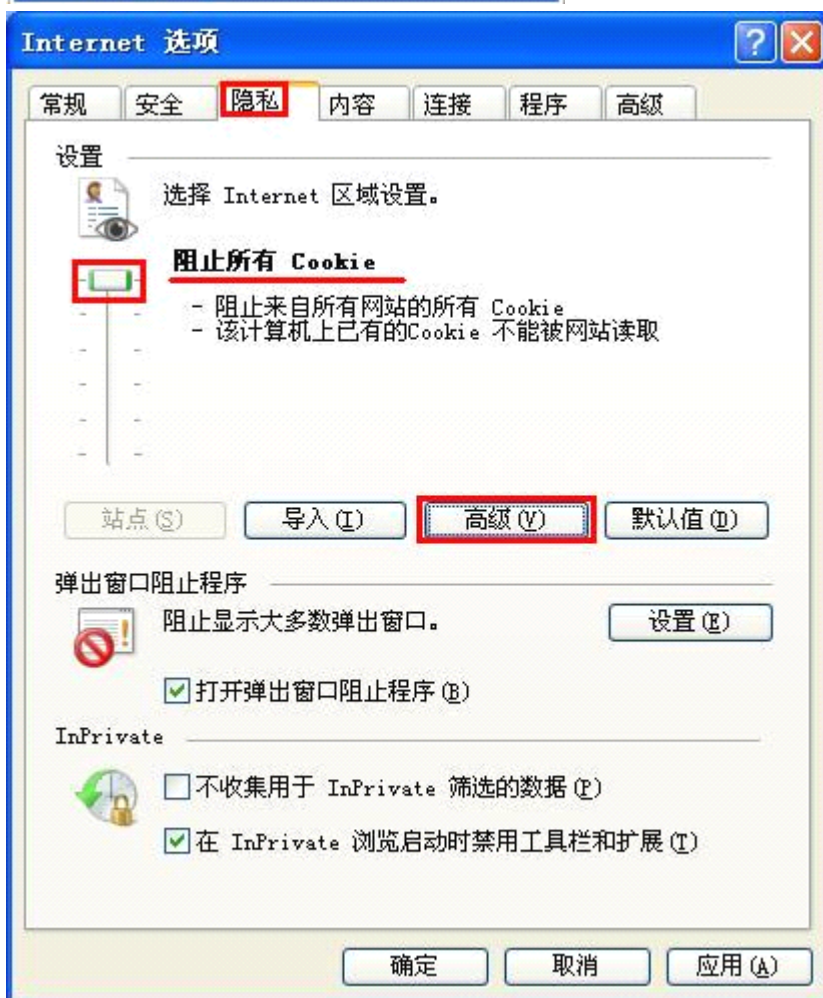 Internet 选项
常规 安全 隐私 内容 连接 程序 高级
设置
选择 Internet 区域设置。
阻止所有 Cookie
- 阻止来自所有网站的所有 Cookie
- 该计算机上已有的Cookie 不能被网站读取
站点(S) 导入(I) 高级(V) 默认值(D)
弹出窗口阻止程序
阻止显示大多数弹出窗口。 设置(E)
打开弹出窗口阻止程序(B)
InPrivate
不收集用于 InPrivate 筛选的数据(P)
在 InPrivate 浏览启动时禁用工具栏和扩展(T)
确定 取消 应用(A)